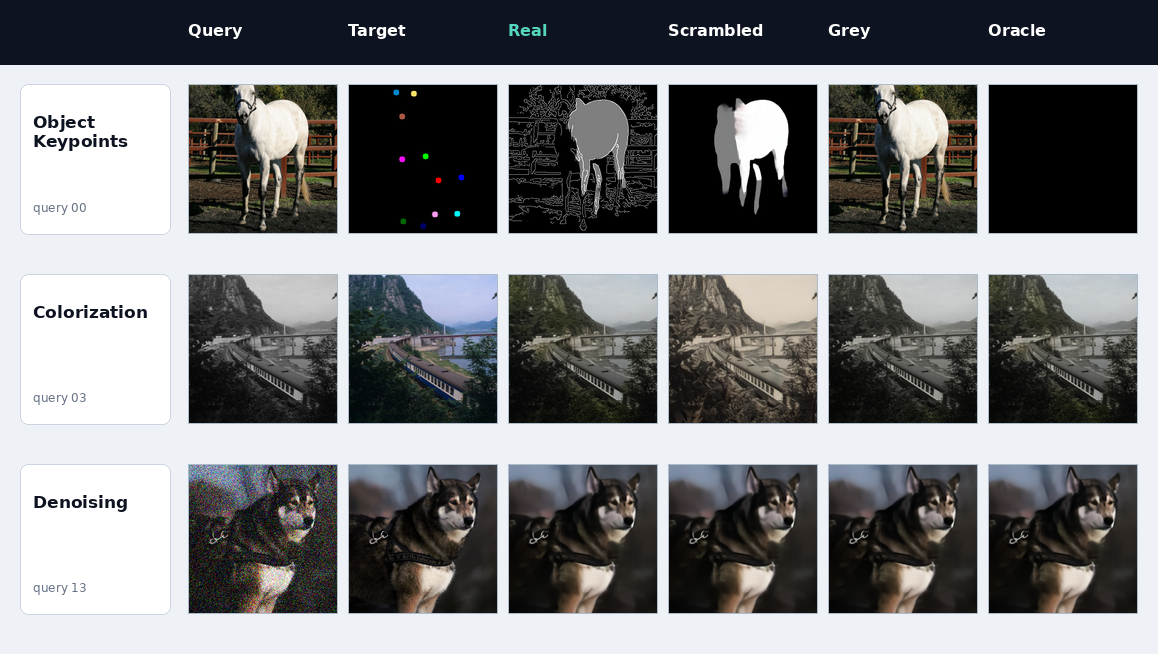 Query Target Real Scrambled Grey Oracle
Object
Keypoints
query 00
Colorization
query 03
Denoising
query 13